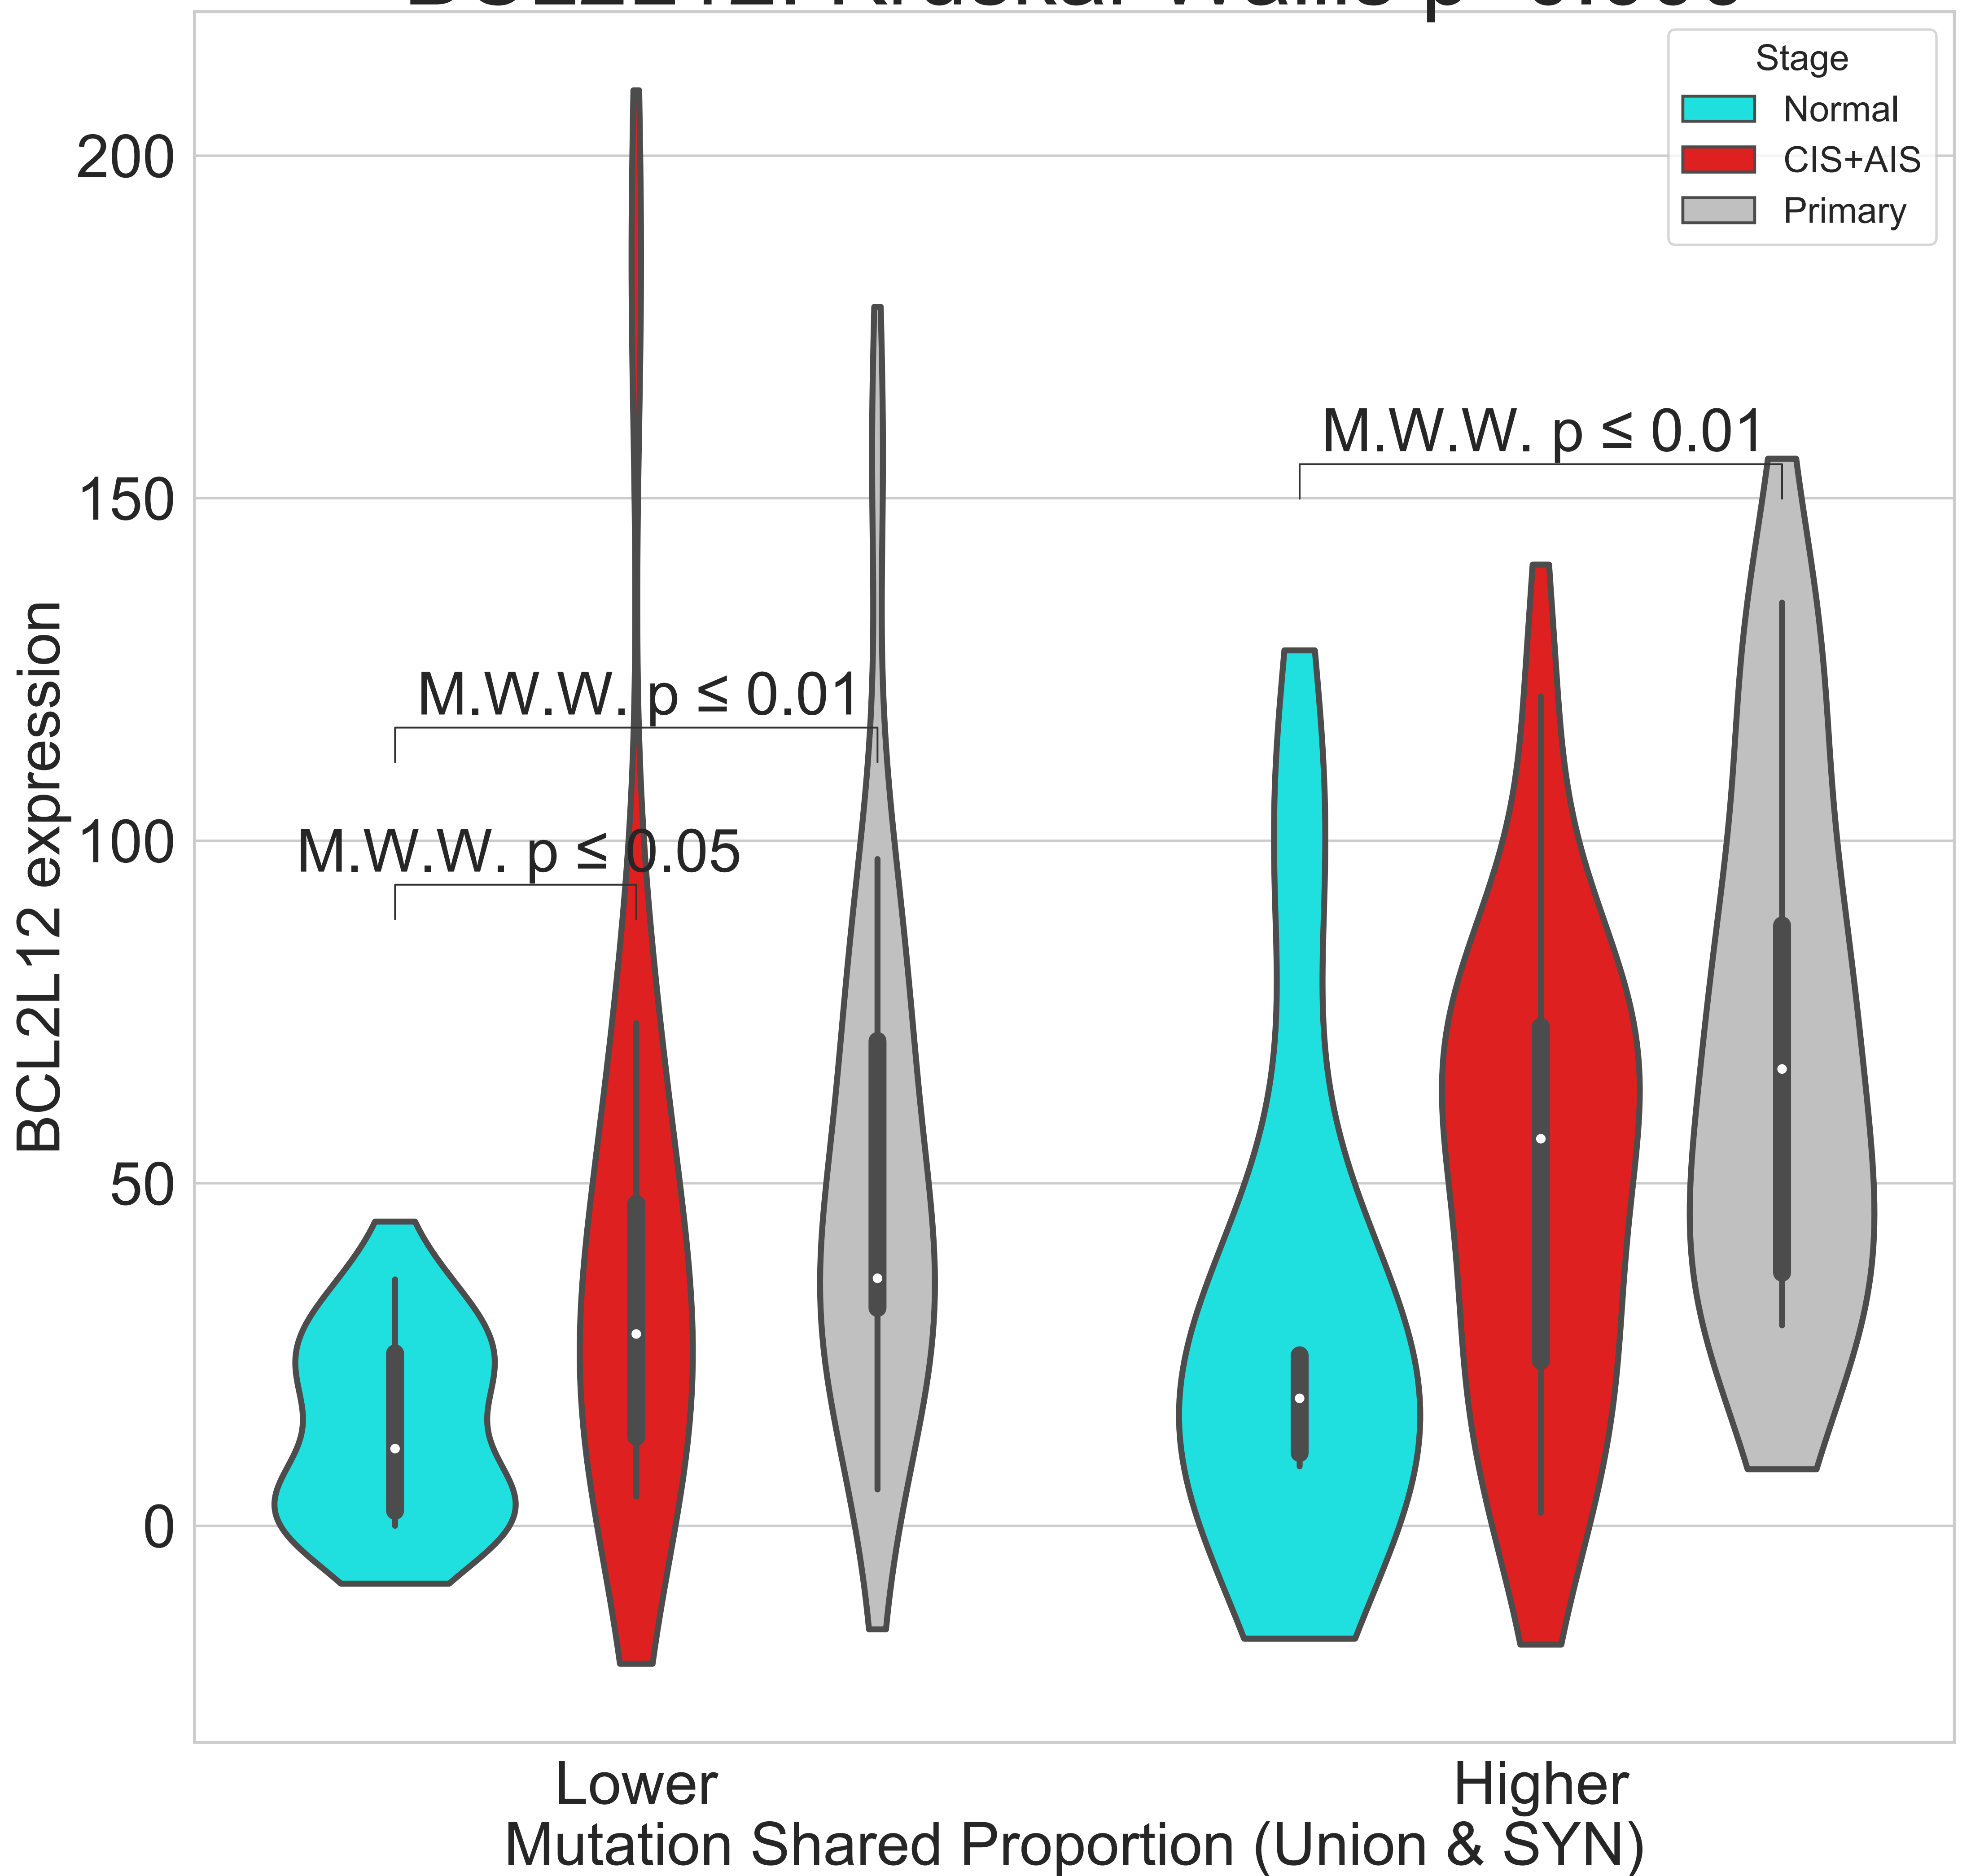 Stage
Normal
CIS+AIS
Primary
200
150
100
50
0
BCL2L12 expression
M.W.W. p ≤ 0.01
M.W.W. p ≤ 0.01
M.W.W. p ≤ 0.05
Lower
Higher
Mutation Shared Proportion (Union & SYN)